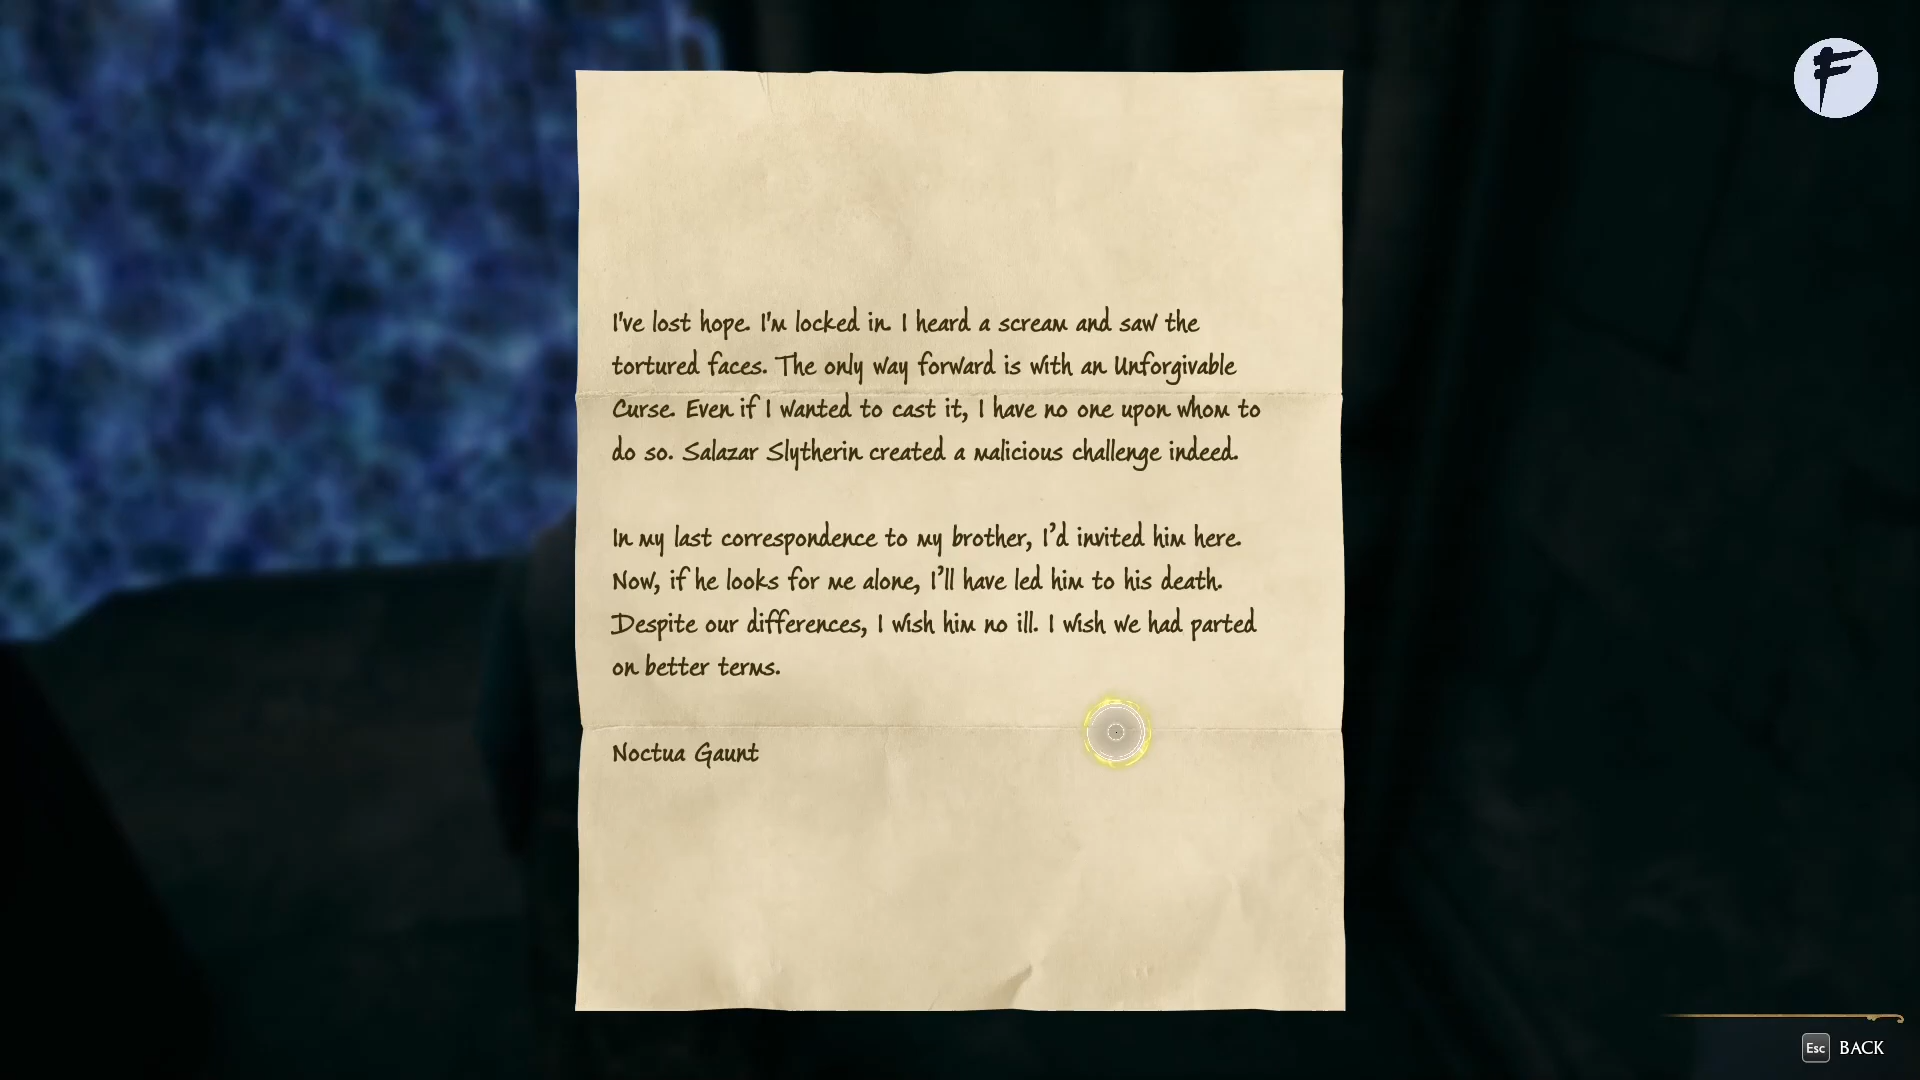 I've lost hope. I'm locked in. I heard a scream and saw the
tortured faces. The only way forward is with an Unforgivable
Curse. Even if I wanted to cast it, I have no one upon whom to
do so. Salazar Slytherin created a malicious challenge indeed.
In my last correspondence to my brother, I'd invited him here.
Now, if he looks for me alone, I'll have led him to his death.
Despite our differences, I wish him no ill. I wish we had parted
on better terms.
Noctua Gaunt
F
Esc BACK